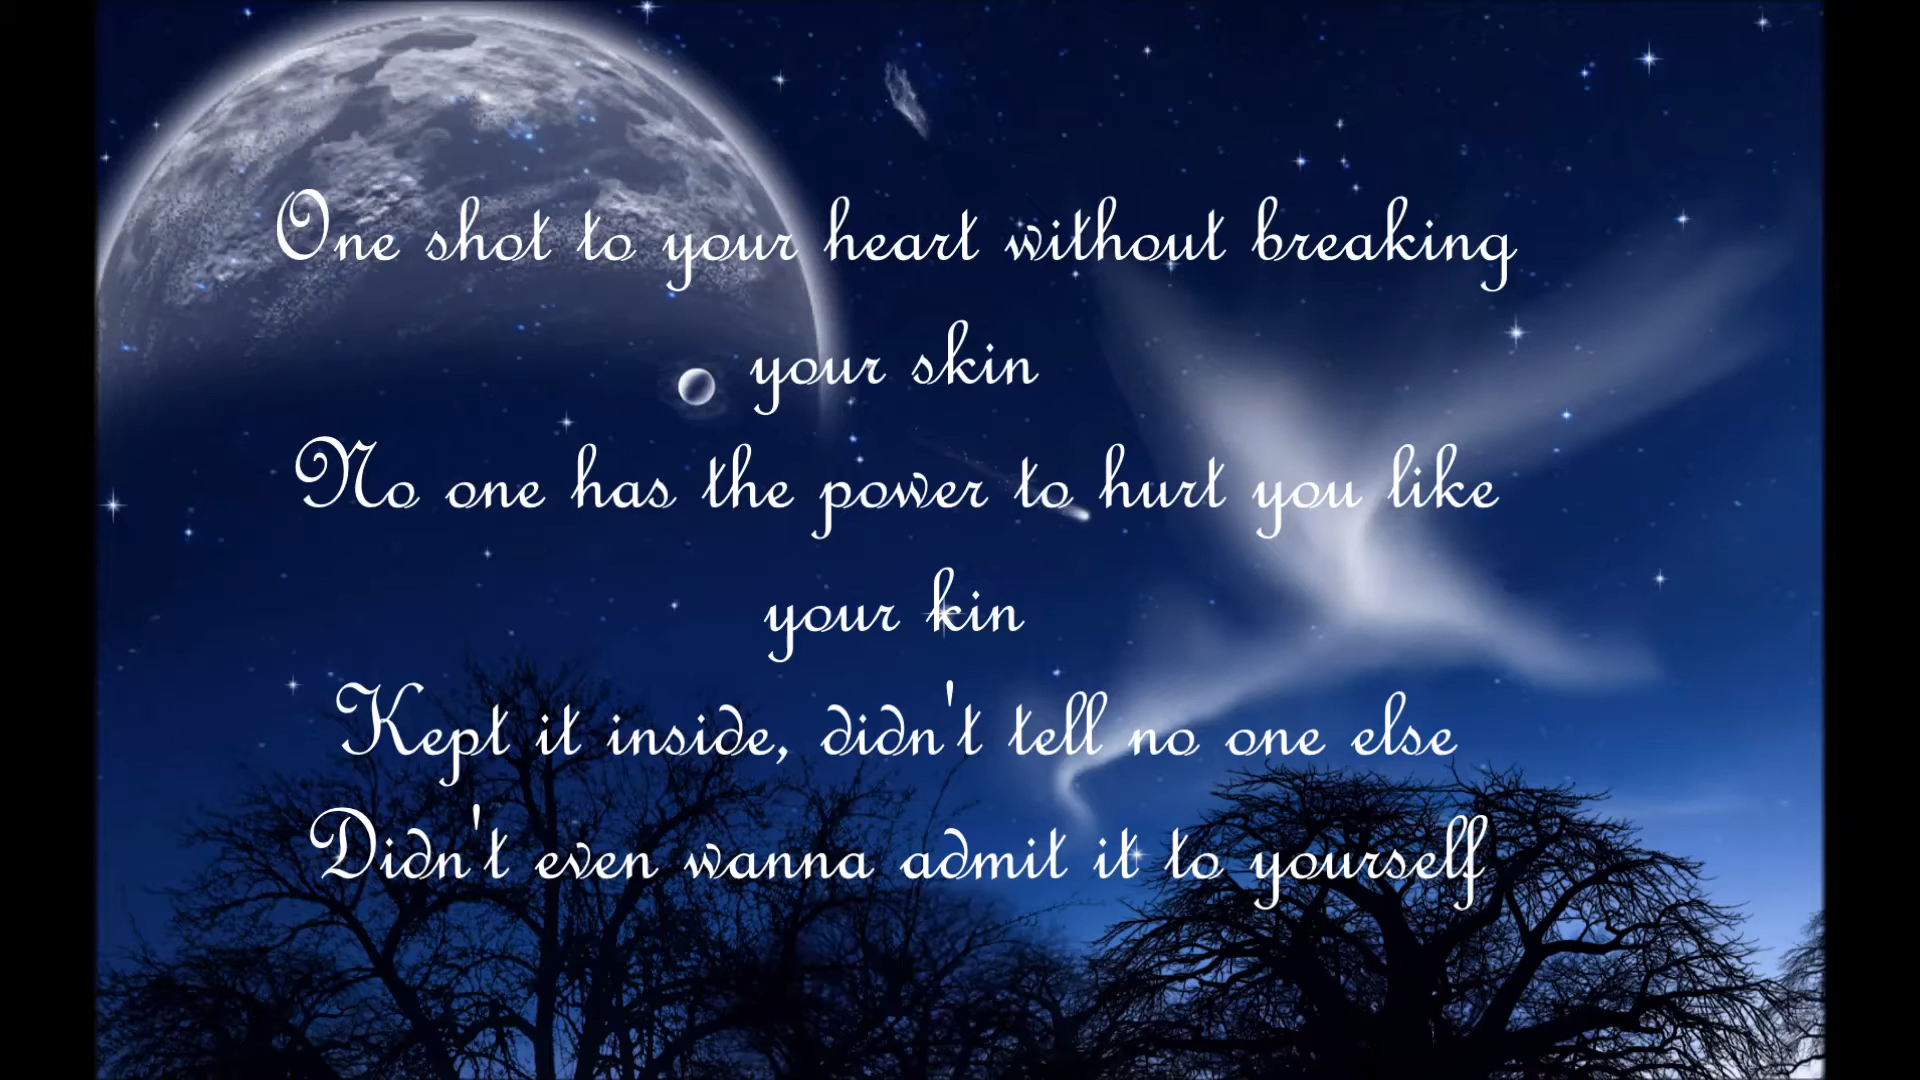 One shot to your heart without breaking
your skin
No one has the power to hurt you like
your kin
Kept it inside, didn't tell no one else
Didn't even wanna admit it to yourself